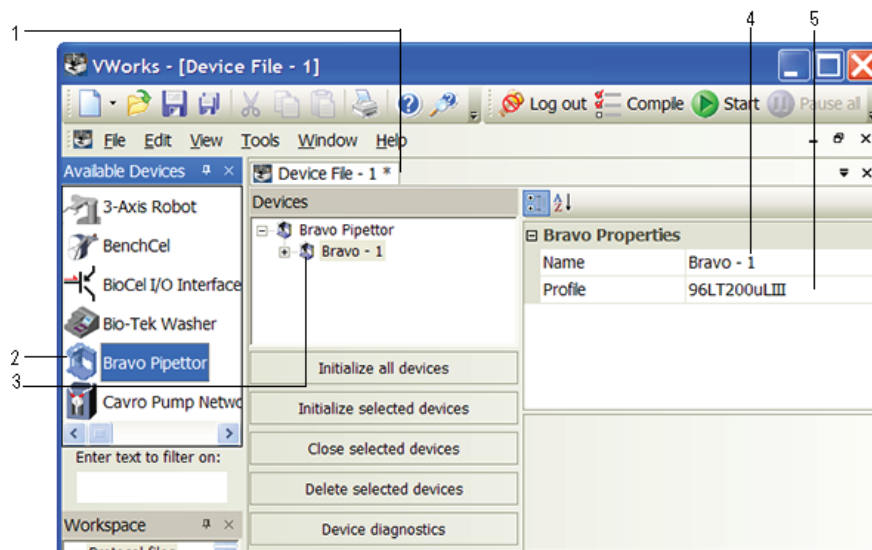 4
5
1
VWorks - [Device File - 1]
Log out Compile Start Pause all
File Edit View Tools Window Help
Available Devices
Device File - 1 *
3-Axis Robot
BenchCel
BioCel I/O Interface
Bio-Tek Washer
2
Bravo Pipettor
3
Cavro Pump Netwo
Enter text to filter on:
Workspace
Protocol files
Devices
Bravo Pipettor
Bravo - 1
Initialize all devices
Initialize selected devices
Close selected devices
Delete selected devices
Device diagnostics
Bravo Properties
Name Bravo - 1
Profile 96LT200uLIII